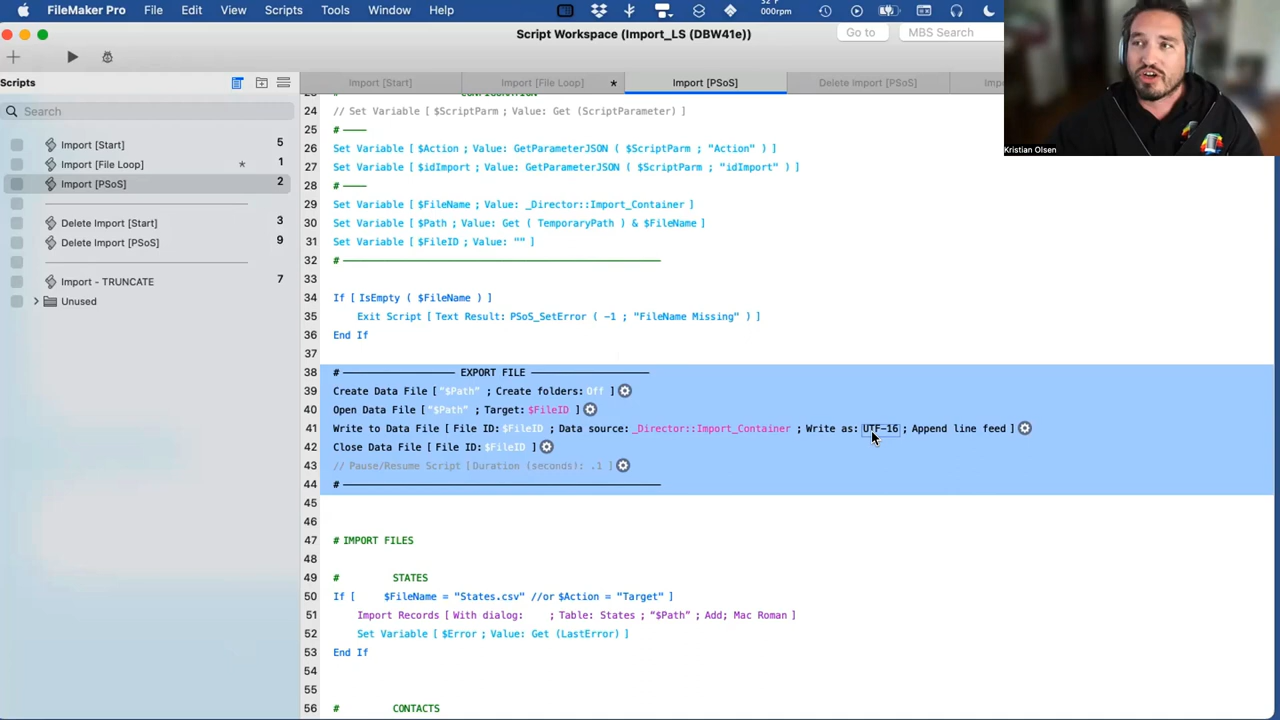 FileMaker Pro File Edit View Scripts Tools Window Help
000rpm
Script Workspace (Import_LS (DBW41e))
Go to
MBS Search
Scripts
Search
Import [Start] 5
Import [File Loop] * 1
Import [PSoS] 2
Delete Import [Start] 3
Delete Import [PSoS] 9
Import - TRUNCATE 7
Unused
Import [Start] Import [File Loop] * Import [PSoS] Delete Import [PSoS]
24 // Set Variable [ $ScriptParm ; Value: Get (ScriptParameter) ]
25 # ——
26 Set Variable [ $Action ; Value: GetParameterJSON ( $ScriptParm ; "Action" ) ]
27 Set Variable [ $idImport ; Value: GetParameterJSON ( $ScriptParm ; "idImport" ) ]
28 # ——
29 Set Variable [ $FileName ; Value: _Director::Import_Container ]
30 Set Variable [ $Path ; Value: Get ( TemporaryPath ) & $FileName ]
31 Set Variable [ $FileID ; Value: "" ]
32 # ————————————————
33
34 If [ IsEmpty ( $FileName ) ]
35 Exit Script [ Text Result: PSoS_SetError ( -1 ; "FileName Missing" ) ]
36 End If
37
38 # —————— EXPORT FILE ——————
39 Create Data File [ "$Path" ; Create folders: Off ]
40 Open Data File [ "$Path" ; Target: $FileID ]
41 Write to Data File [ File ID: $FileID ; Data source: _Director::Import_Container ; Write as: UTF-16 ; Append line feed ]
42 Close Data File [ File ID: $FileID ]
43 // Pause/Resume Script [ Duration (seconds): .1 ]
44 # ————————————————
45
46
47 # IMPORT FILES
48
49 # STATES
50 If [ $FileName = "States.csv" //or $Action = "Target" ]
51 Import Records [ With dialog: ; Table: States ; "$Path" ; Add; Mac Roman ]
52 Set Variable [ $Error ; Value: Get (LastError) ]
53 End If
54
55
56 # CONTACTS
Kristian Olsen